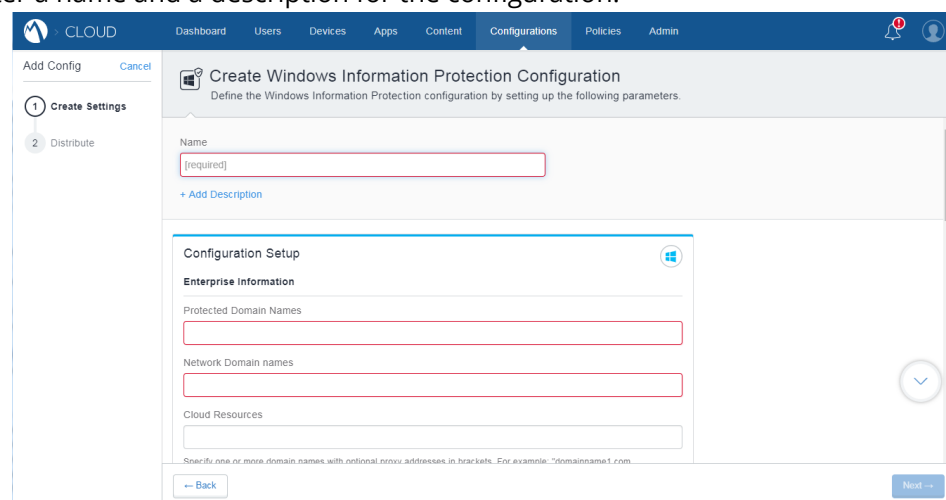 a name and a description for the configuration.
CLOUD
Dashboard Users Devices Apps Content Configurations Policies Admin
Add Config Cancel
1 Create Settings
2 Distribute
Create Windows Information Protection Configuration
Define the Windows Information Protection configuration by setting up the following parameters.
Name
[required]
+ Add Description
Configuration Setup
Enterprise Information
Protected Domain Names
Network Domain names
Cloud Resources
Specify one or more domain names with optional proxy addresses in brackets. For example: "domainname1.com
← Back
Next →